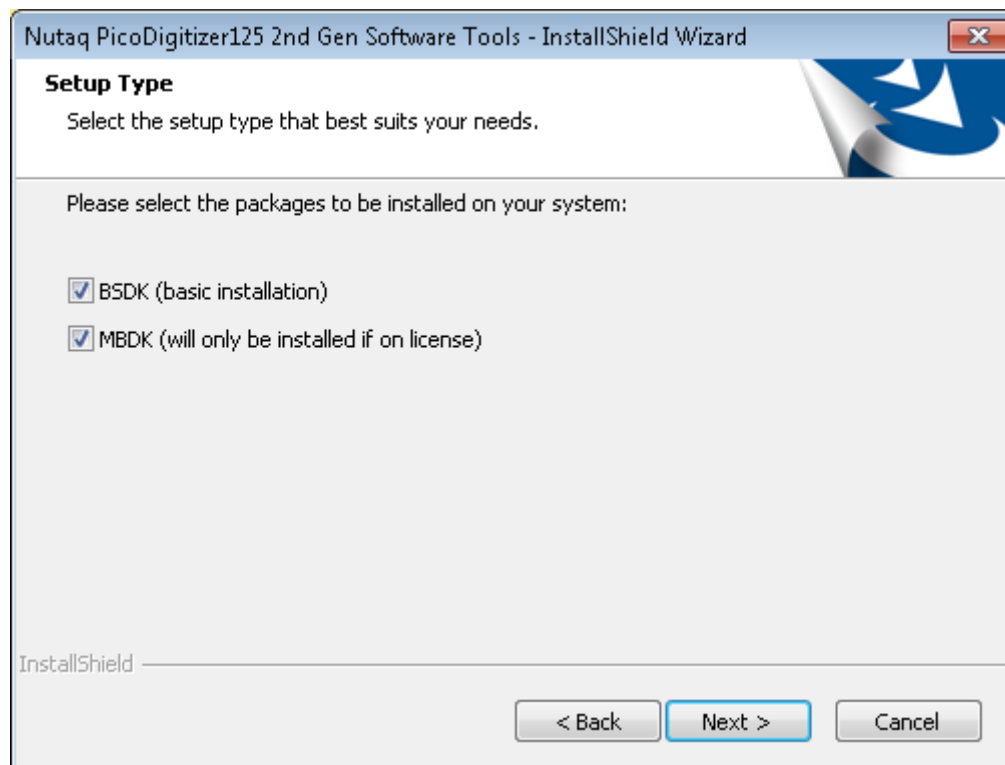 Nutaq PicoDigitizer125 2nd Gen Software Tools - InstallShield Wizard
Setup Type
Select the setup type that best suits your needs.
Please select the packages to be installed on your system:
BSDK (basic installation)
MBDK (will only be installed if on license)
InstallShield
< Back
Next >
Cancel